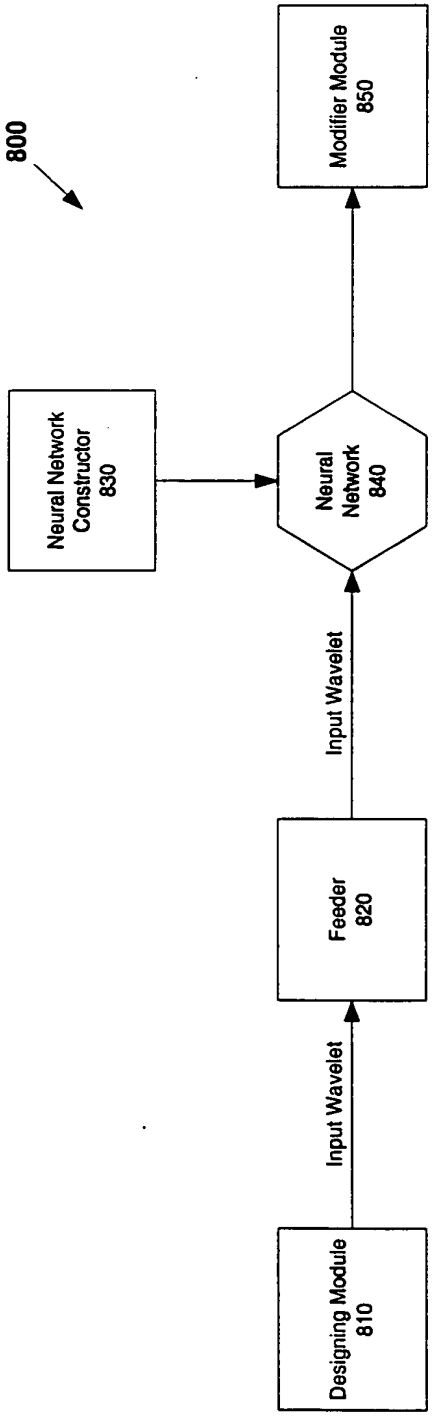 800
Neural Network
Constructor
830
Designing Module
810
Input Wavelet
Feeder
820
Input Wavelet
Neural
Network
840
Modifier Module
850